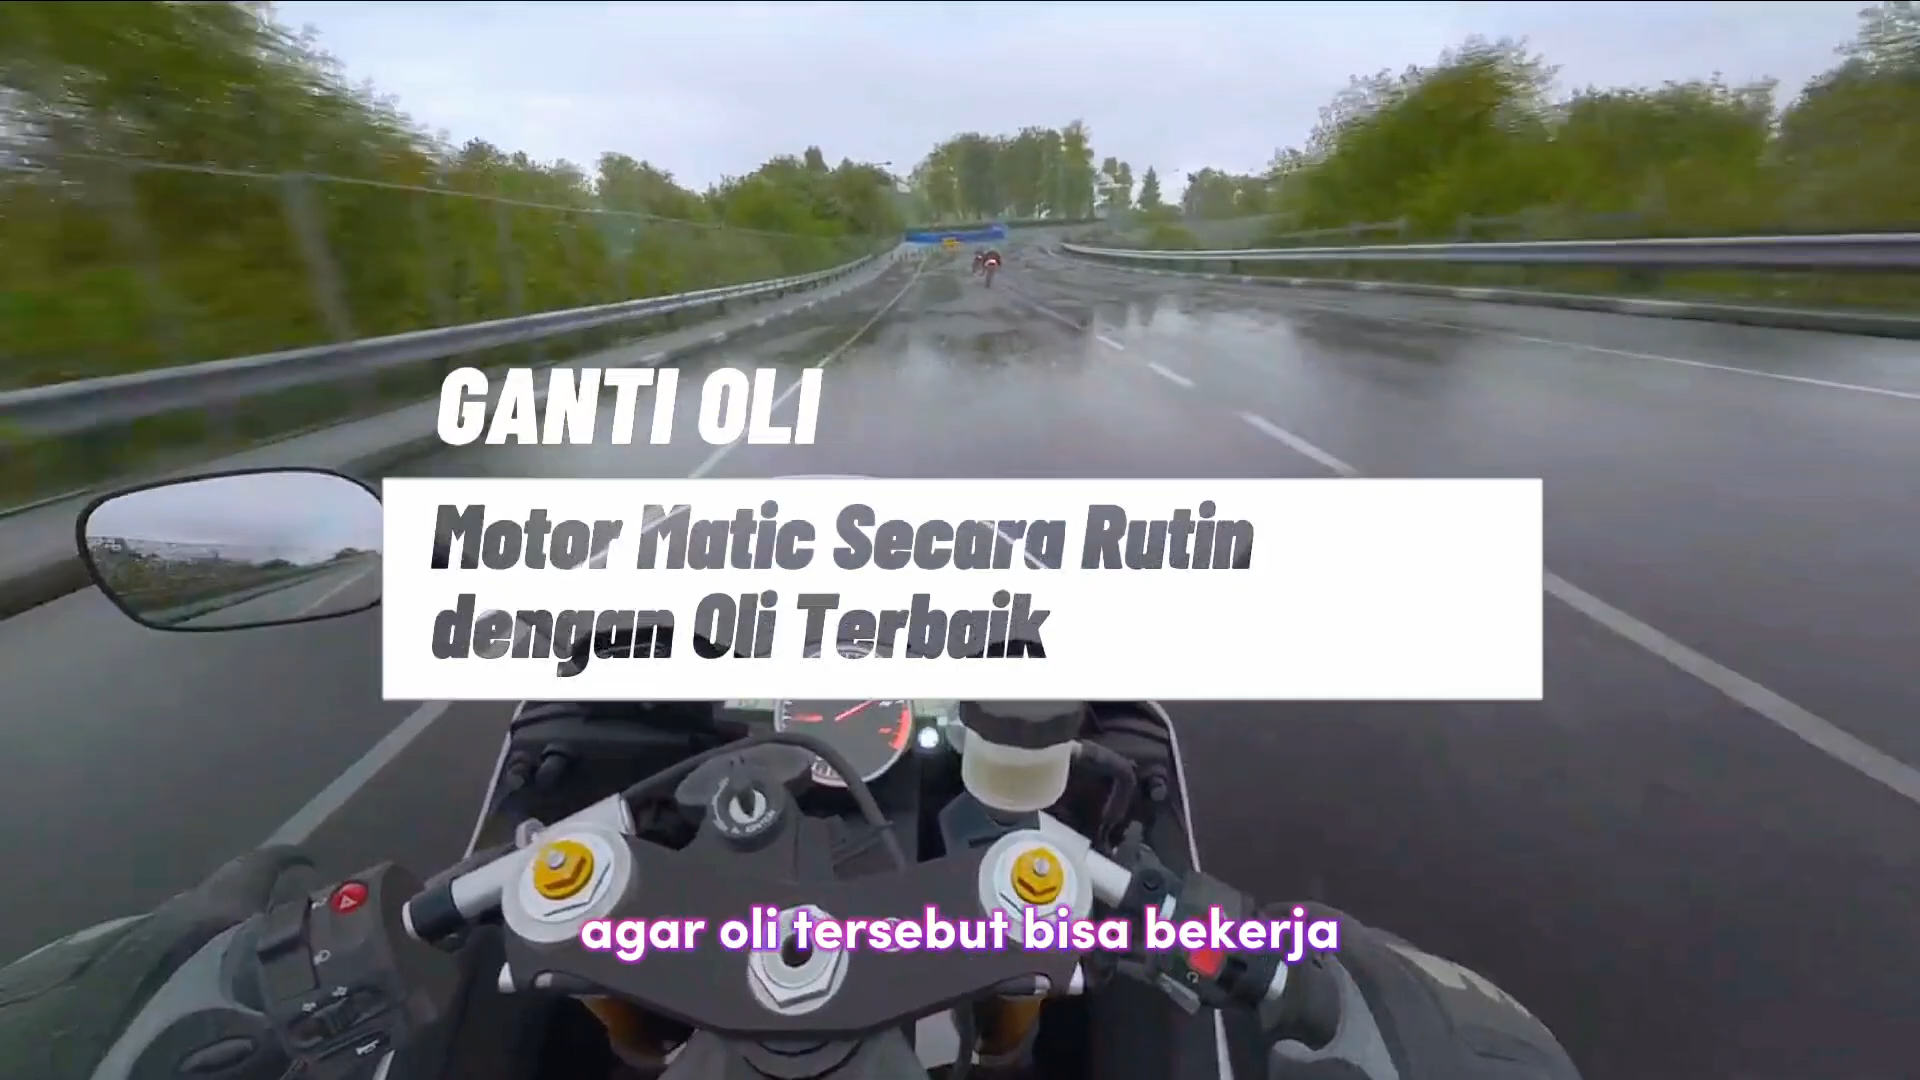 GANTI OLI
Motor Matic Secara Rutin
dengan Oli Terbaik
agar oli tersebut bisa bekerja